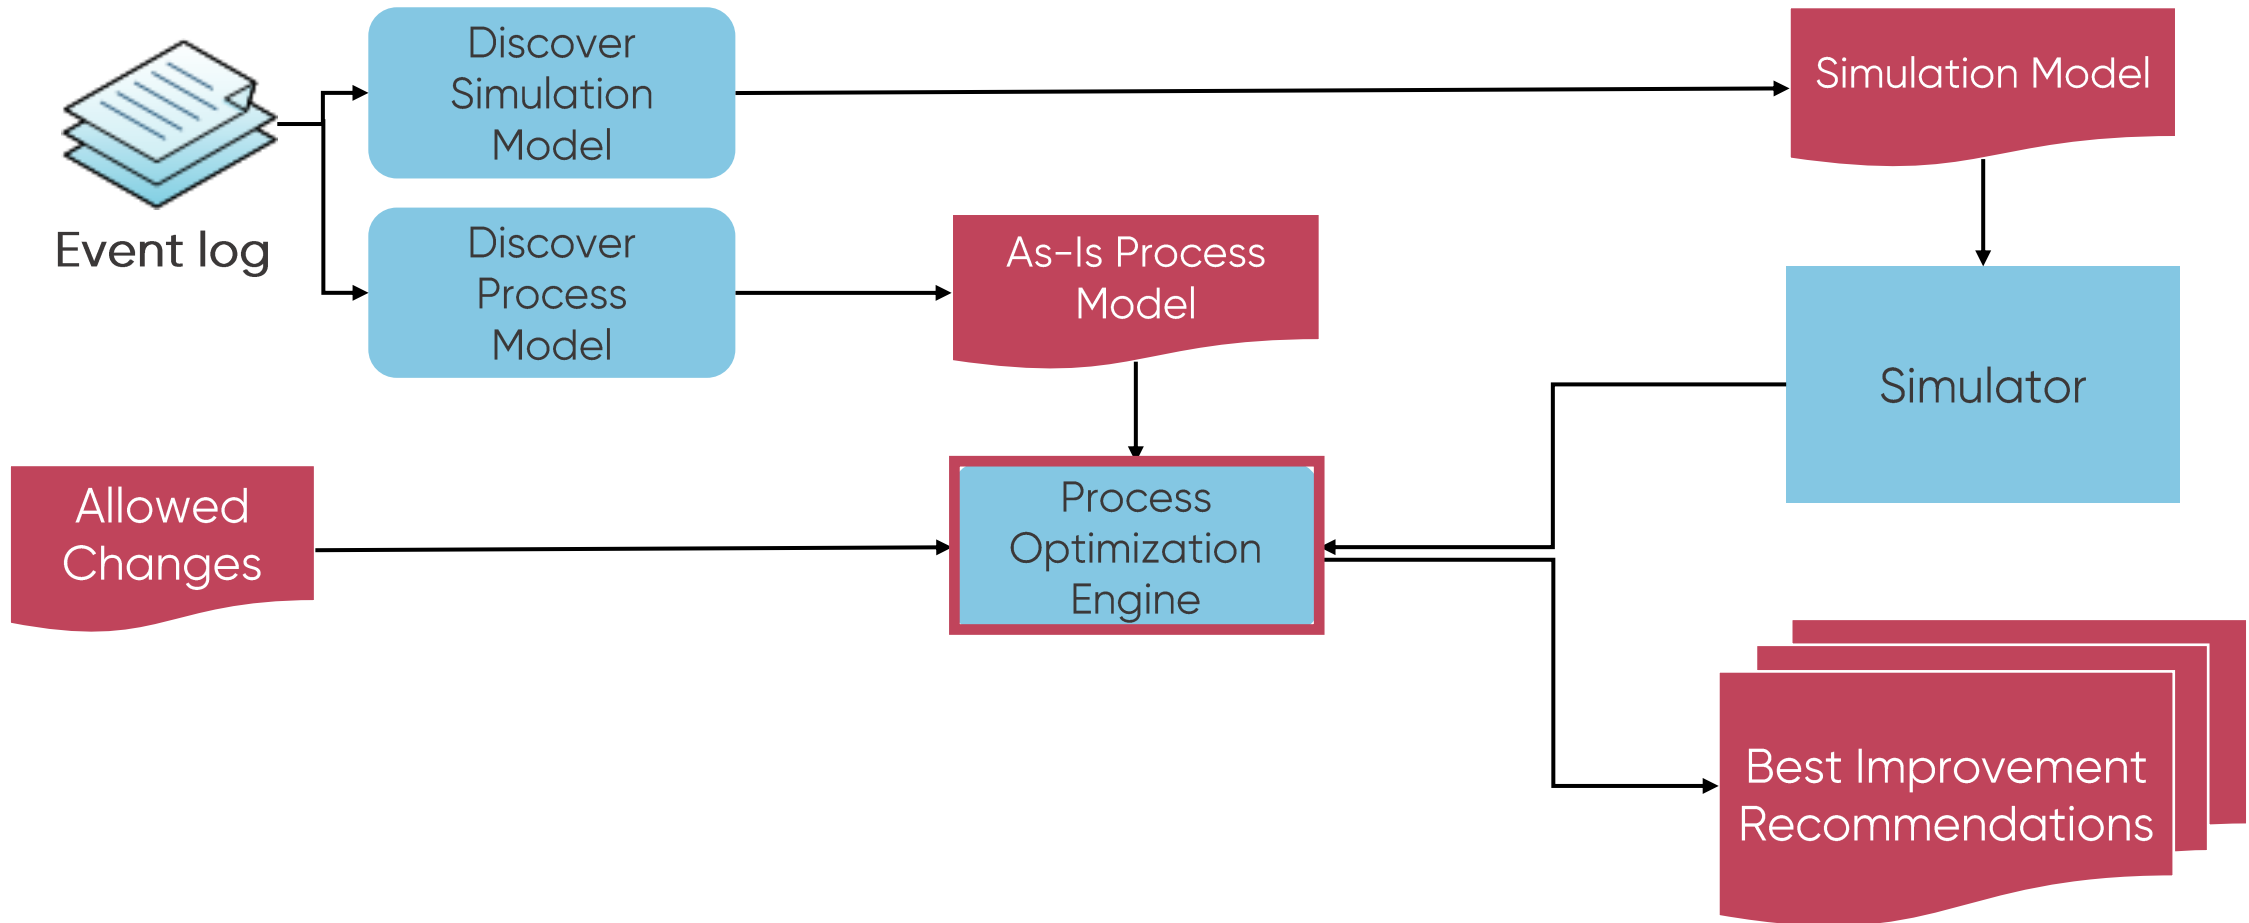 Discover
Simulation
Model
Simulation Model
Event log
Discover
Process
Model
As-Is Process
Model
Simulator
Allowed
Changes
Process
Optimization
Engine
Best Improvement
Recommendations